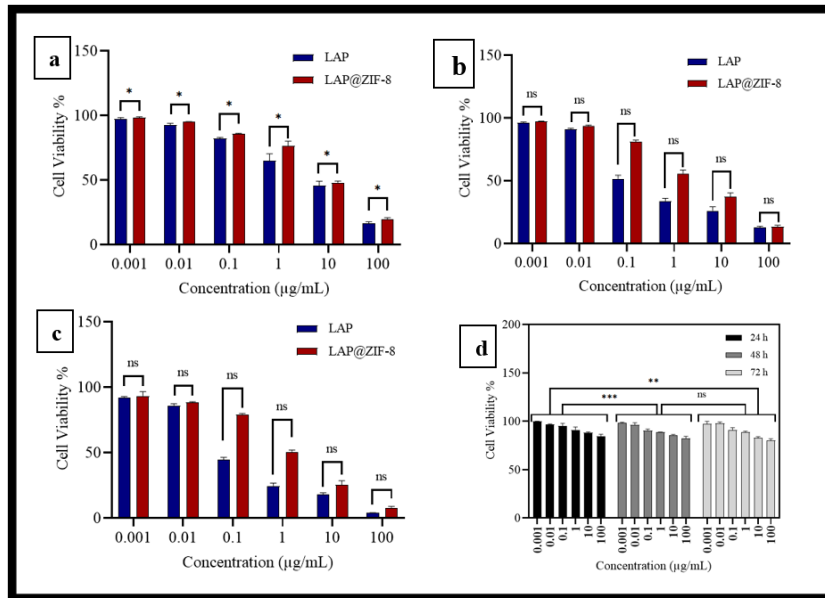 a
LAP
LAP@ZIF-8
* * * * * *
Cell Viability %
150
100
50
0
0.001 0.01 0.1 1 10 100
Concentration (µg/mL)
b
LAP
LAP@ZIF-8
ns ns ns ns ns ns
Cell Viability %
150
100
50
0
0.001 0.01 0.1 1 10 100
Concentration (µg/mL)
c
LAP
LAP@ZIF-8
ns ns ns ns ns ns
Cell Viability %
150
100
50
0
0.001 0.01 0.1 1 10 100
Concentration (µg/mL)
d
24 h
48 h
72 h
**
*** ns
Cell Viability %
200
150
100
50
0
0.001 0.01 0.1 1 10 100 0.001 0.01 0.1 1 10 100 0.001 0.01 0.1 1 10 100
Concentration (µg/mL)